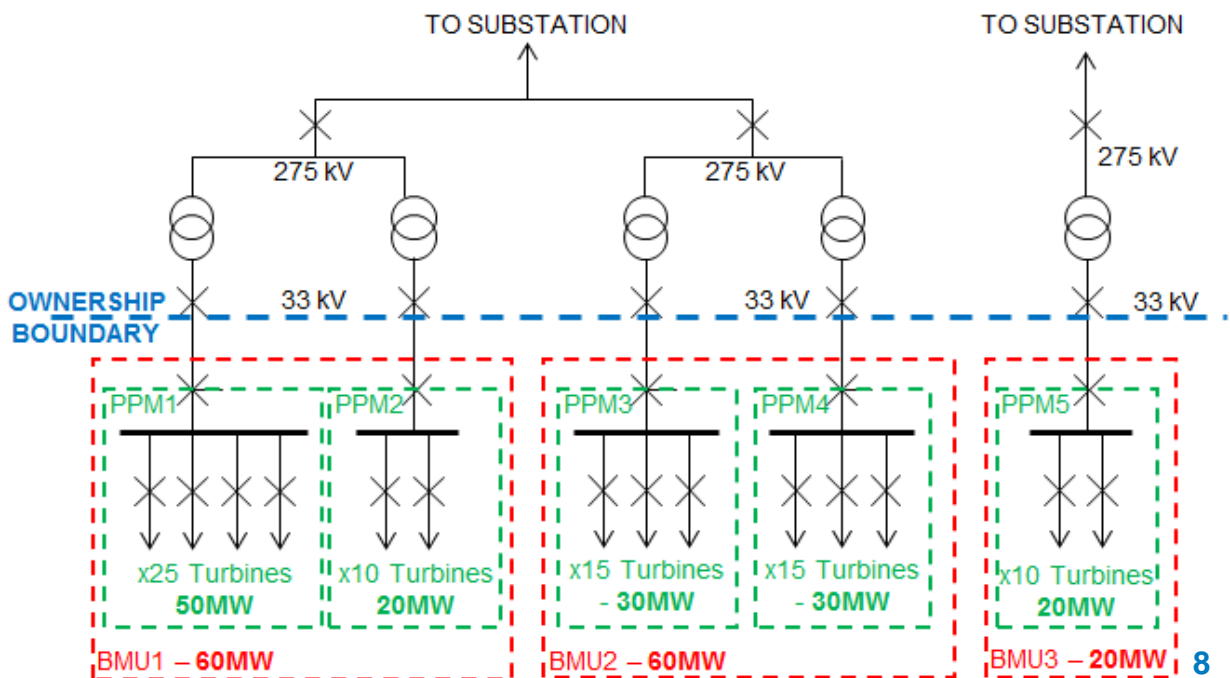 TO SUBSTATION
TO SUBSTATION
275 kV
275 kV
275 kV
OWNERSHIP
BOUNDARY
33 kV
33 kV
33 kV
PPM1
PPM2
PPM3
PPM4
PPM5
x25 Turbines
50MW
x10 Turbines
20MW
x15 Turbines
- 30MW
x15 Turbines
- 30MW
x10 Turbines
20MW
BMU1 – 60MW
BMU2 – 60MW
BMU3 – 20MW
8